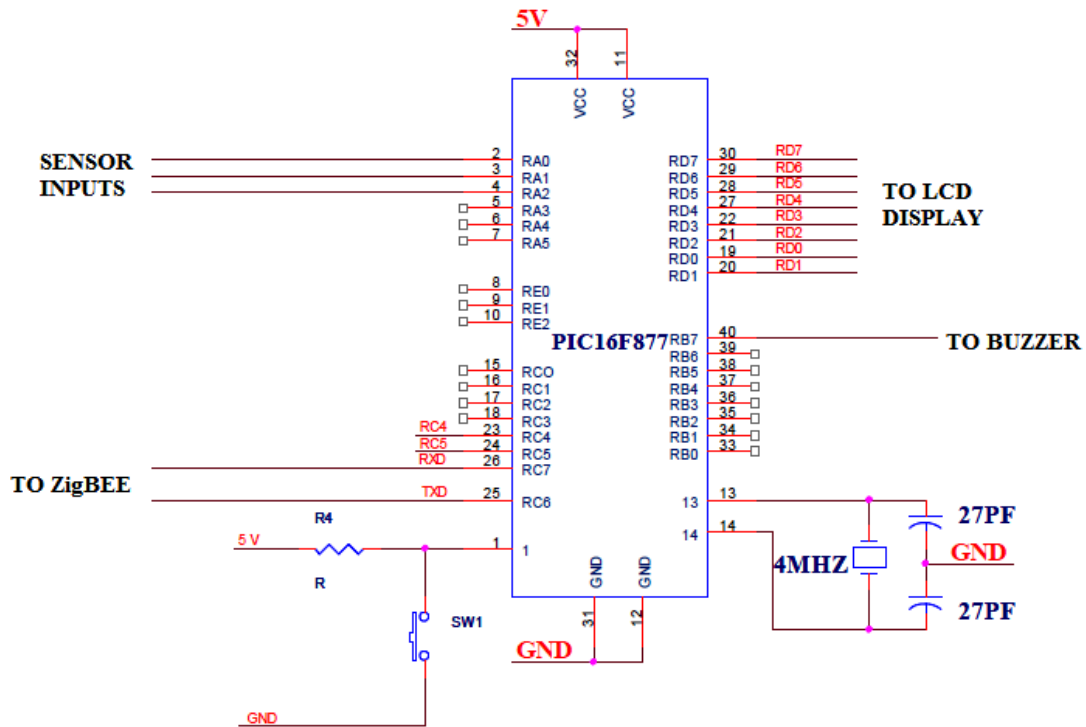 5V
32
11
VCC
VCC
SENSOR
INPUTS
2
RA0
3
RA1
4
RA2
5
RA3
6
RA4
7
RA5
8
RE0
9
RE1
10
RE2
15
RCO
16
RC1
17
RC2
18
RC3
RC4
23
RC4
RC5
24
RC5
RXD
26
RC7
TO ZigBEE
TXD
25
RC6
R4
5 V
R
1
1
SW1
GND
PIC16F877
RD7
30
RD7
RD6
29
RD6
RD5
28
RD5
RD4
27
RD4
RD3
22
RD3
RD2
21
RD2
RD0
19
RD0
RD1
20
RD1
TO LCD
DISPLAY
RB7
40
TO BUZZER
RB6
39
RB5
38
RB4
37
RB3
36
RB2
35
RB1
34
RB0
33
13
13
14
14
4MHZ
27PF
GND
27PF
GND
GND
31
12
GND